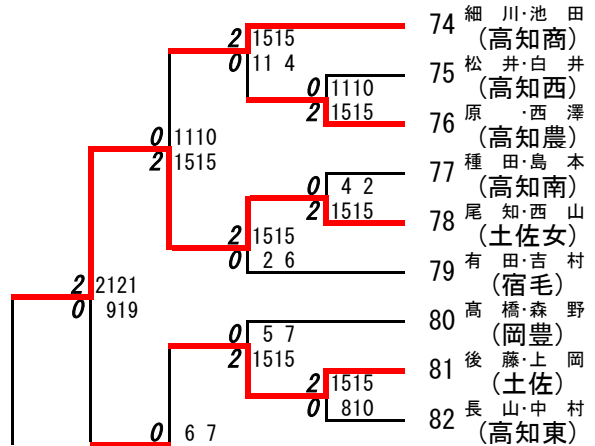 74 細 川・池 田
(高知商)
2 1515
0 11 4
75 松 井・白 井
(高知西)
0 1110
2 1515
76 原 ・西 澤
(高知農)
0 1110
2 1515
77 種 田・島 本
(高知南)
0 4 2
2 1515
78 尾 知・西 山
(土佐女)
2 1515
0 2 6
79 有 田・吉 村
(宿毛)
2 2121
0 919
80 髙 橋・森 野
(岡豊)
0 5 7
2 1515
81 後 藤・上 岡
(土佐)
2 1515
0 810
82 長 山・中 村
(高知東)
0 6 7